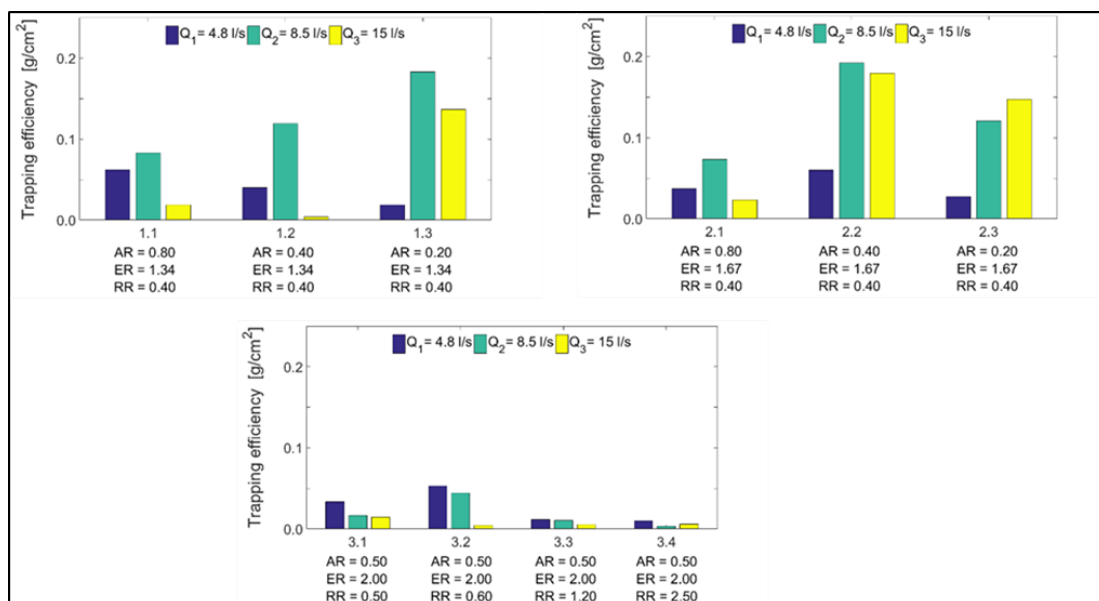 Trapping efficiency [g/cm²]
Q₁= 4.8 l/s Q₂= 8.5 l/s Q₃= 15 l/s
0.2
0.1
0.0
1.1 1.2 1.3
AR = 0.80 AR = 0.40 AR = 0.20
ER = 1.34 ER = 1.34 ER = 1.34
RR = 0.40 RR = 0.40 RR = 0.40
Trapping efficiency [g/cm²]
Q₁= 4.8 l/s Q₂= 8.5 l/s Q₃= 15 l/s
0.2
0.1
0.0
2.1 2.2 2.3
AR = 0.80 AR = 0.40 AR = 0.20
ER = 1.67 ER = 1.67 ER = 1.67
RR = 0.40 RR = 0.40 RR = 0.40
Trapping efficiency [g/cm²]
Q₁= 4.8 l/s Q₂= 8.5 l/s Q₃= 15 l/s
0.2
0.1
0.0
3.1 3.2 3.3 3.4
AR = 0.50 AR = 0.50 AR = 0.50 AR = 0.50
ER = 2.00 ER = 2.00 ER = 2.00 ER = 2.00
RR = 0.50 RR = 0.60 RR = 1.20 RR = 2.50